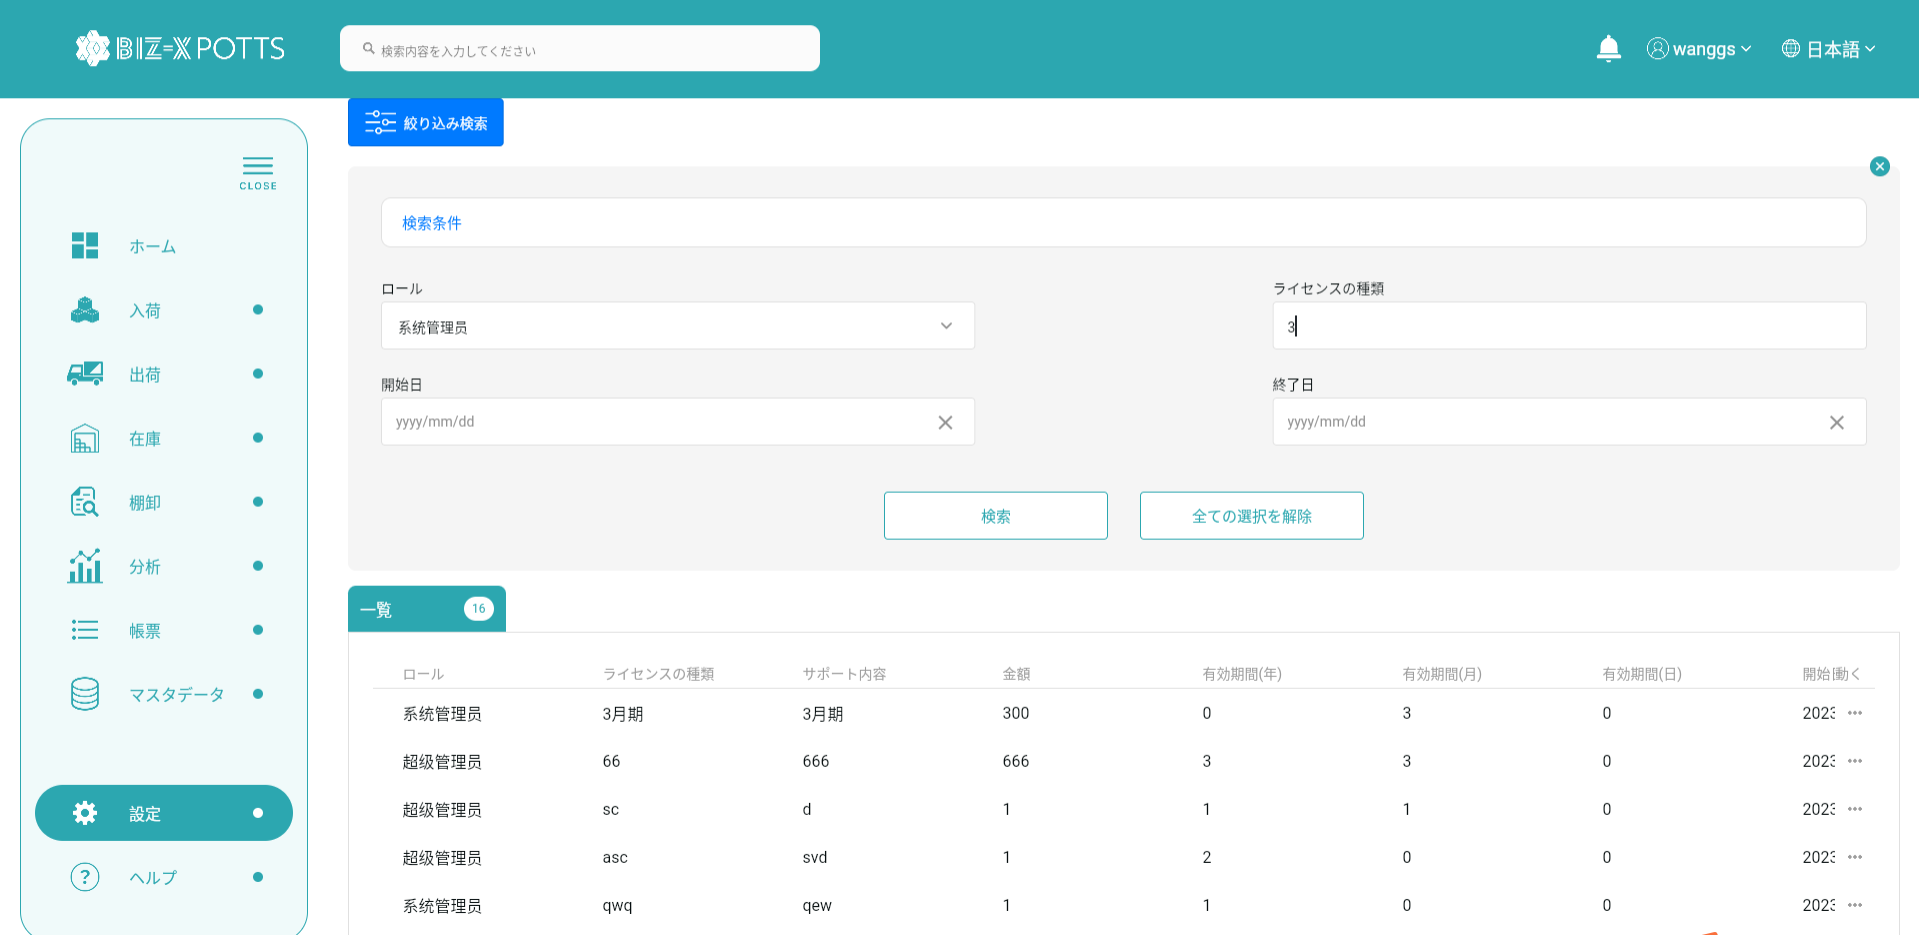 BIZ=X POTTS
検索内容を入力してください
wanggs
日本語
絞り込み検索
CLOSE
ホーム
入荷
出荷
在庫
棚卸
分析
帳票
マスタデータ
設定
ヘルプ
検索条件
ロール
ライセンスの種類
系统管理员
3
開始日
終了日
yyyy/mm/dd
yyyy/mm/dd
検索
全ての選択を解除
一覧 16
ロール ライセンスの種類 サポート内容 金額 有効期間(年) 有効期間(月) 有効期間(日) 開始 動く
系统管理员 3月期 3月期 300 0 3 0 2023
超级管理员 66 666 666 3 3 0 2023
超级管理员 sc d 1 1 1 0 2023
超级管理员 asc svd 1 2 0 0 2023
系统管理员 qwq qew 1 1 0 0 2023